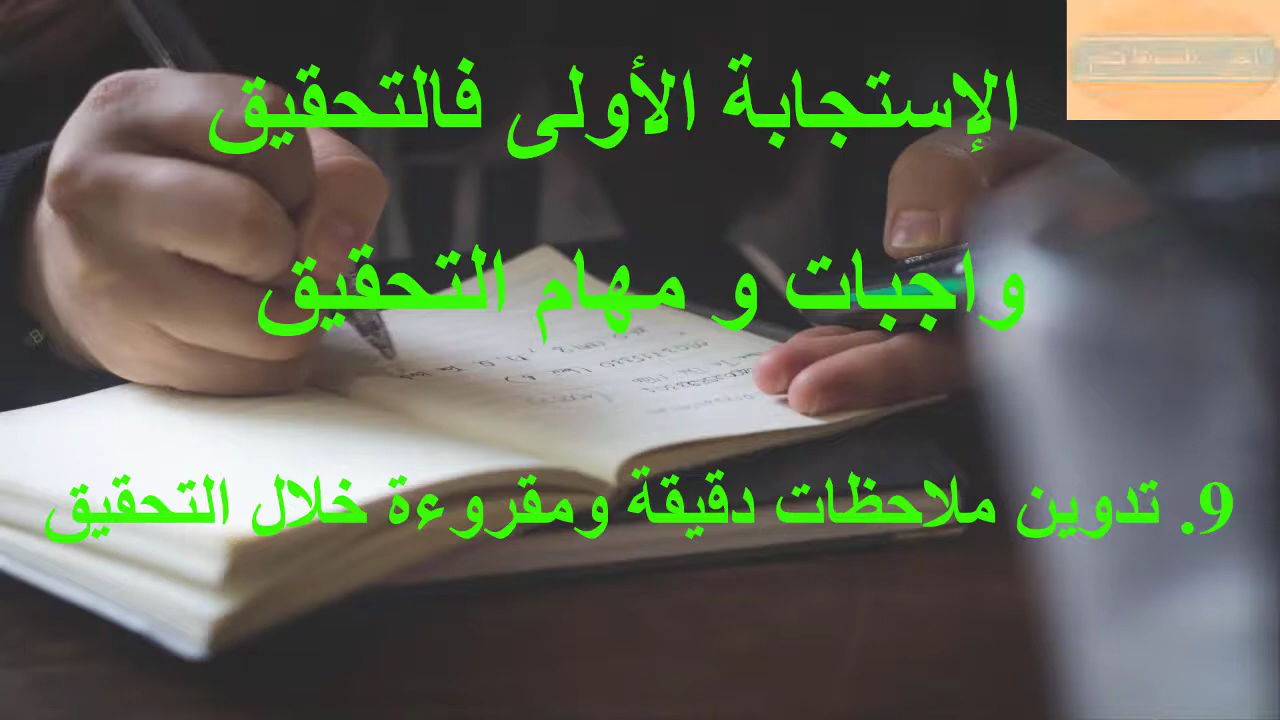 الإستجابة الأولى فالتحقيق
واجبات و مهام التحقيق
9. تدوين ملاحظات دقيقة ومقروءة خلال التحقيق